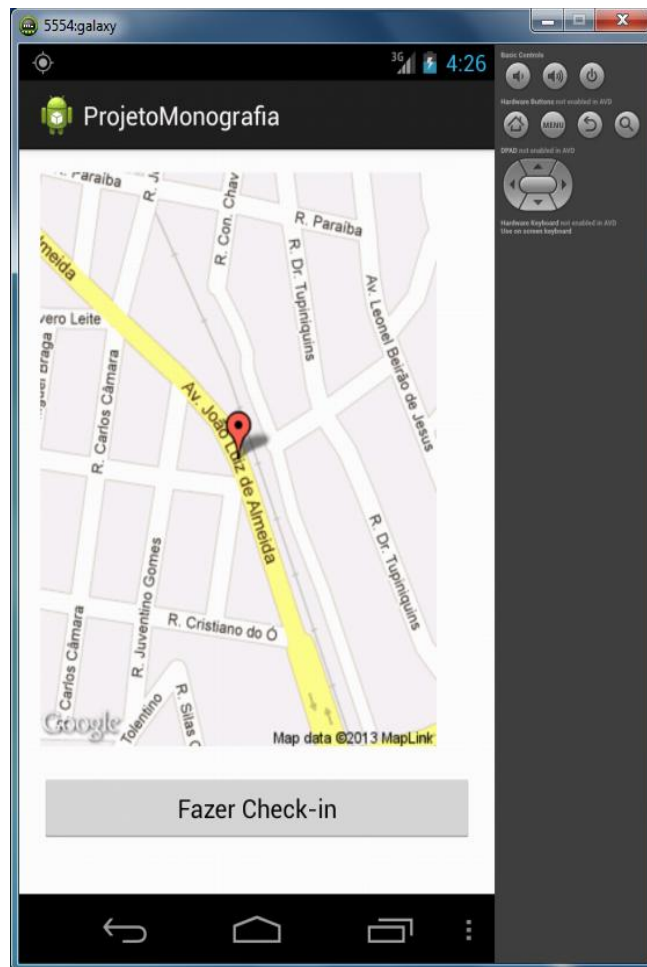 5554:galaxy
3G
4:26
Basic Controls
Hardware Buttons not enabled in AVD
MENU
DPAD not enabled in AVD
Hardware Keyboard not enabled in AVD
Use on screen keyboard
ProjetoMonografia
R. Con. Chav
R. Paraiba
R. Dr. Tupiniquins
Av. Leonel Beirão de Jesus
lmeida
vero Leite
Braga
R. Carlos Câmara
Av. João Luiz de Almeida
R. Dr. Tupiniquins
R. Juventino Gomes
R. Cristiano do Ó
Carlos Câmara
Tolentino
R. Silas
Google
Map data ©2013 MapLink
Fazer Check-in